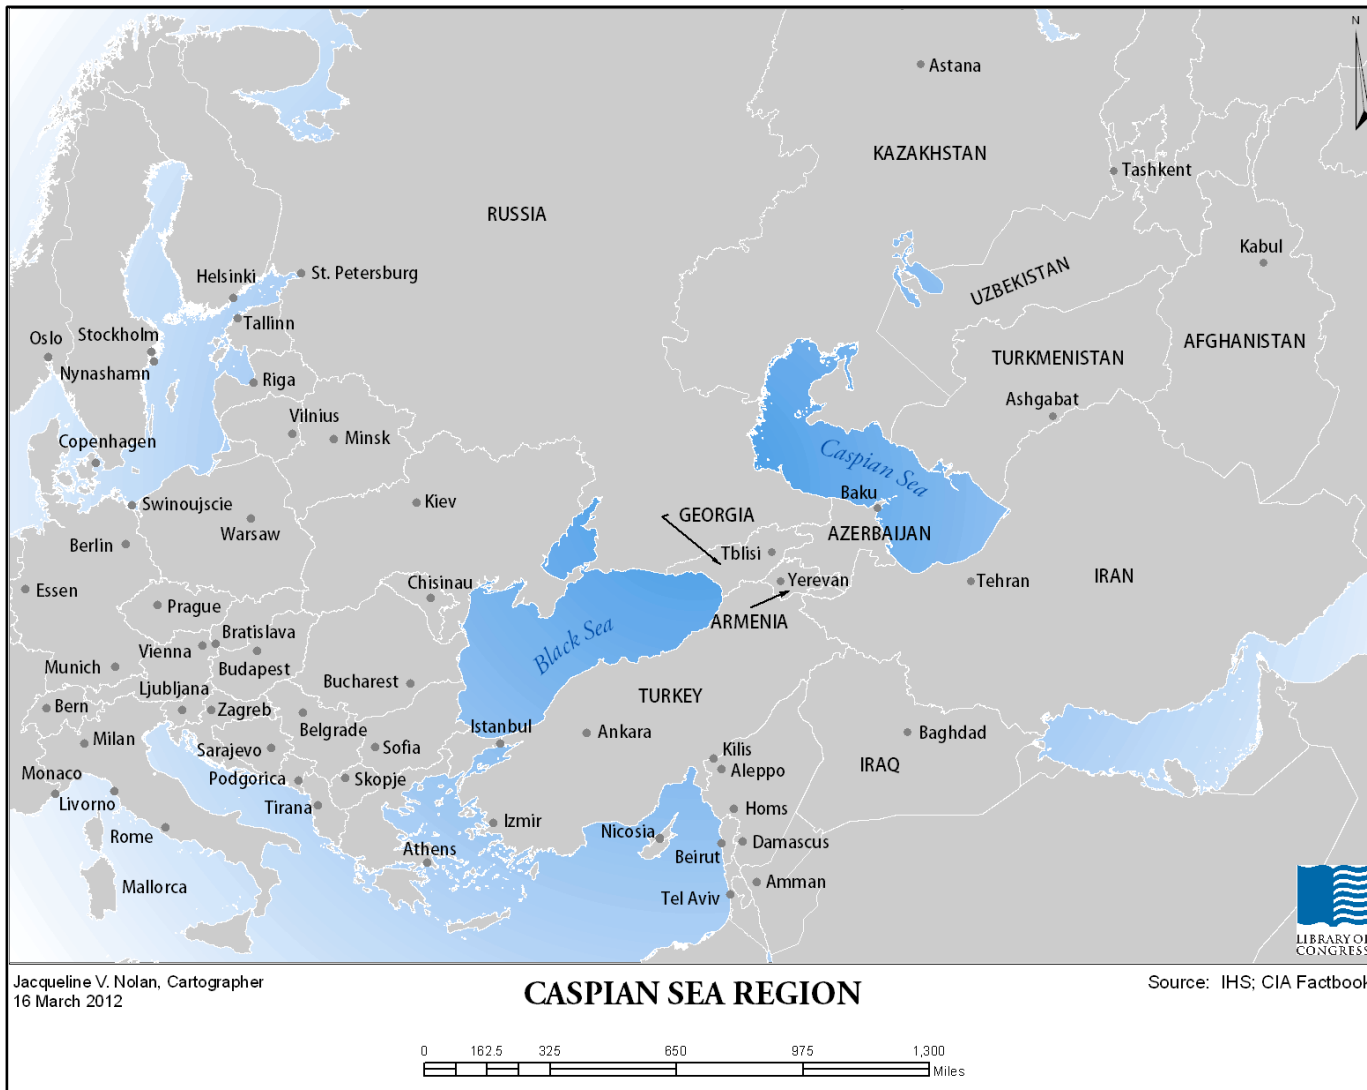 N
Astana
KAZAKHSTAN
Tashkent
RUSSIA
Kabul
St. Petersburg
Helsinki
UZBEKISTAN
Tallinn
Oslo
Stockholm
Nynashamn
AFGHANISTAN
TURKMENISTAN
Riga
Ashgabat
Vilnius
Minsk
Copenhagen
Caspian Sea
Baku
Swinoujscie
Kiev
GEORGIA
Warsaw
AZERBAIJAN
Berlin
Tblisi
Essen
Chisinau
Yerevan
Tehran
IRAN
Prague
ARMENIA
Black Sea
Bratislava
Vienna
Munich
Budapest
Ljubljana
Bucharest
TURKEY
Bern
Zagreb
Belgrade
Istanbul
Ankara
Baghdad
Milan
Sarajevo
Sofia
Kilis
IRAQ
Monaco
Podgorica
Skopje
Aleppo
Livorno
Tirana
Homs
Rome
Izmir
Nicosia
Athens
Beirut
Damascus
Mallorca
Amman
Tel Aviv
LIBRARY OF
CONGRESS
Jacqueline V. Nolan, Cartographer
16 March 2012
CASPIAN SEA REGION
Source: IHS; CIA Factbook
0 162.5 325 650 975 1,300
Miles